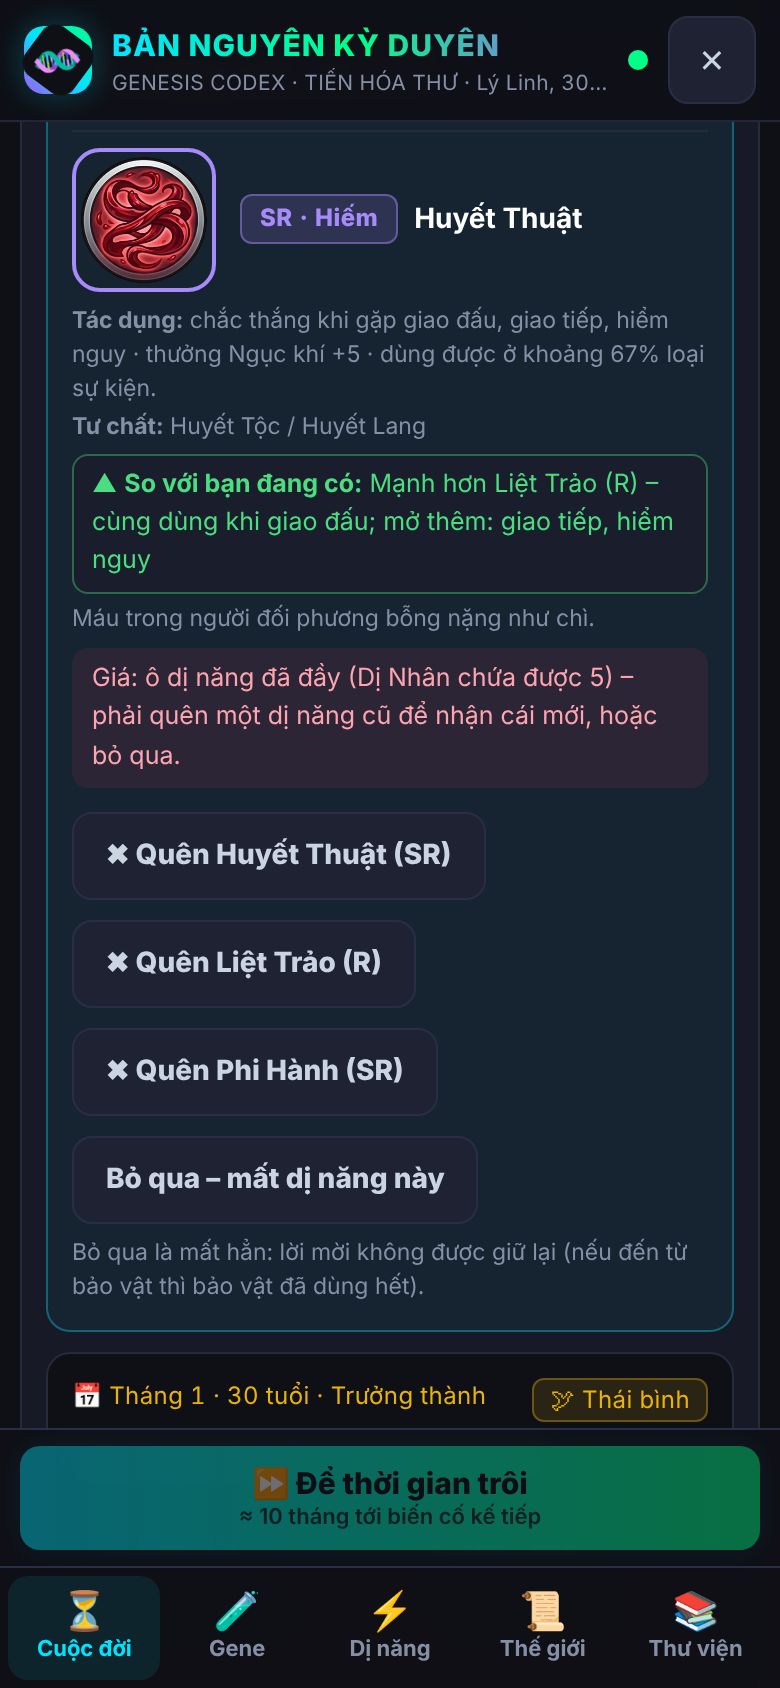 BẢN NGUYÊN KỲ DUYÊN
GENESIS CODEX · TIẾN HÓA THƯ · Lý Linh, 30...
×
SR · Hiếm
Huyết Thuật
Tác dụng: chắc thắng khi gặp giao đấu, giao tiếp, hiểm
nguy · thưởng Ngục khí +5 · dùng được ở khoảng 67% loại
sự kiện.
Tư chất: Huyết Tộc / Huyết Lang
▲ So với bạn đang có: Mạnh hơn Liệt Trảo (R) –
cùng dùng khi giao đấu; mở thêm: giao tiếp, hiểm
nguy
Máu trong người đối phương bỗng nặng như chì.
Giá: ô dị năng đã đầy (Dị Nhân chứa được 5) –
phải quên một dị năng cũ để nhận cái mới, hoặc
bỏ qua.
✖ Quên Huyết Thuật (SR)
✖ Quên Liệt Trảo (R)
✖ Quên Phi Hành (SR)
Bỏ qua – mất dị năng này
Bỏ qua là mất hẳn: lời mời không được giữ lại (nếu đến từ
bảo vật thì bảo vật đã dùng hết).
📅 Tháng 1 · 30 tuổi · Trưởng thành
🕊 Thái bình
⏩ Để thời gian trôi
≈ 10 tháng tới biến cố kế tiếp
Cuộc đời
Gene
Dị năng
Thế giới
Thư viện